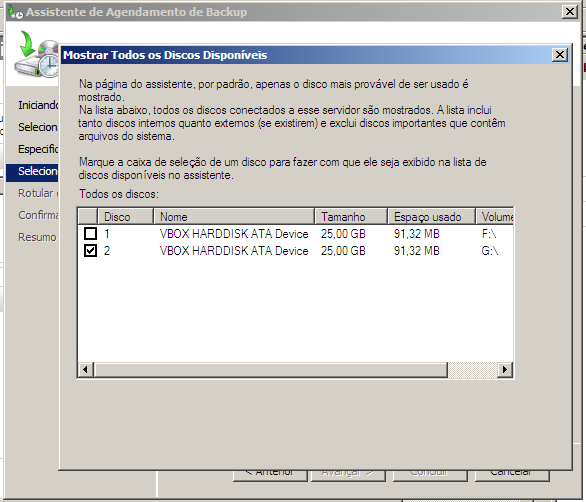 Assistente de Agendamento de Backup
Mostrar Todos os Discos Disponíveis
Na página do assistente, por padrão, apenas o disco mais provável de ser usado é
mostrado.
Na lista abaixo, todos os discos conectados a esse servidor são mostrados. A lista inclui
tanto discos internos quanto externos (se existirem) e exclui discos importantes que contêm
arquivos do sistema.
Marque a caixa de seleção de um disco para fazer com que ele seja exibido na lista de
discos disponíveis no assistente.
Todos os discos:
Disco Nome Tamanho Espaço usado Volume
1 VBOX HARDDISK ATA Device 25,00 GB 91,32 MB F:\
2 VBOX HARDDISK ATA Device 25,00 GB 91,32 MB G:\
Iniciando
Selecion
Especific
Selecion
Rotular
Confirma
Resumo
< Anterior Avançar > Concluir Cancelar